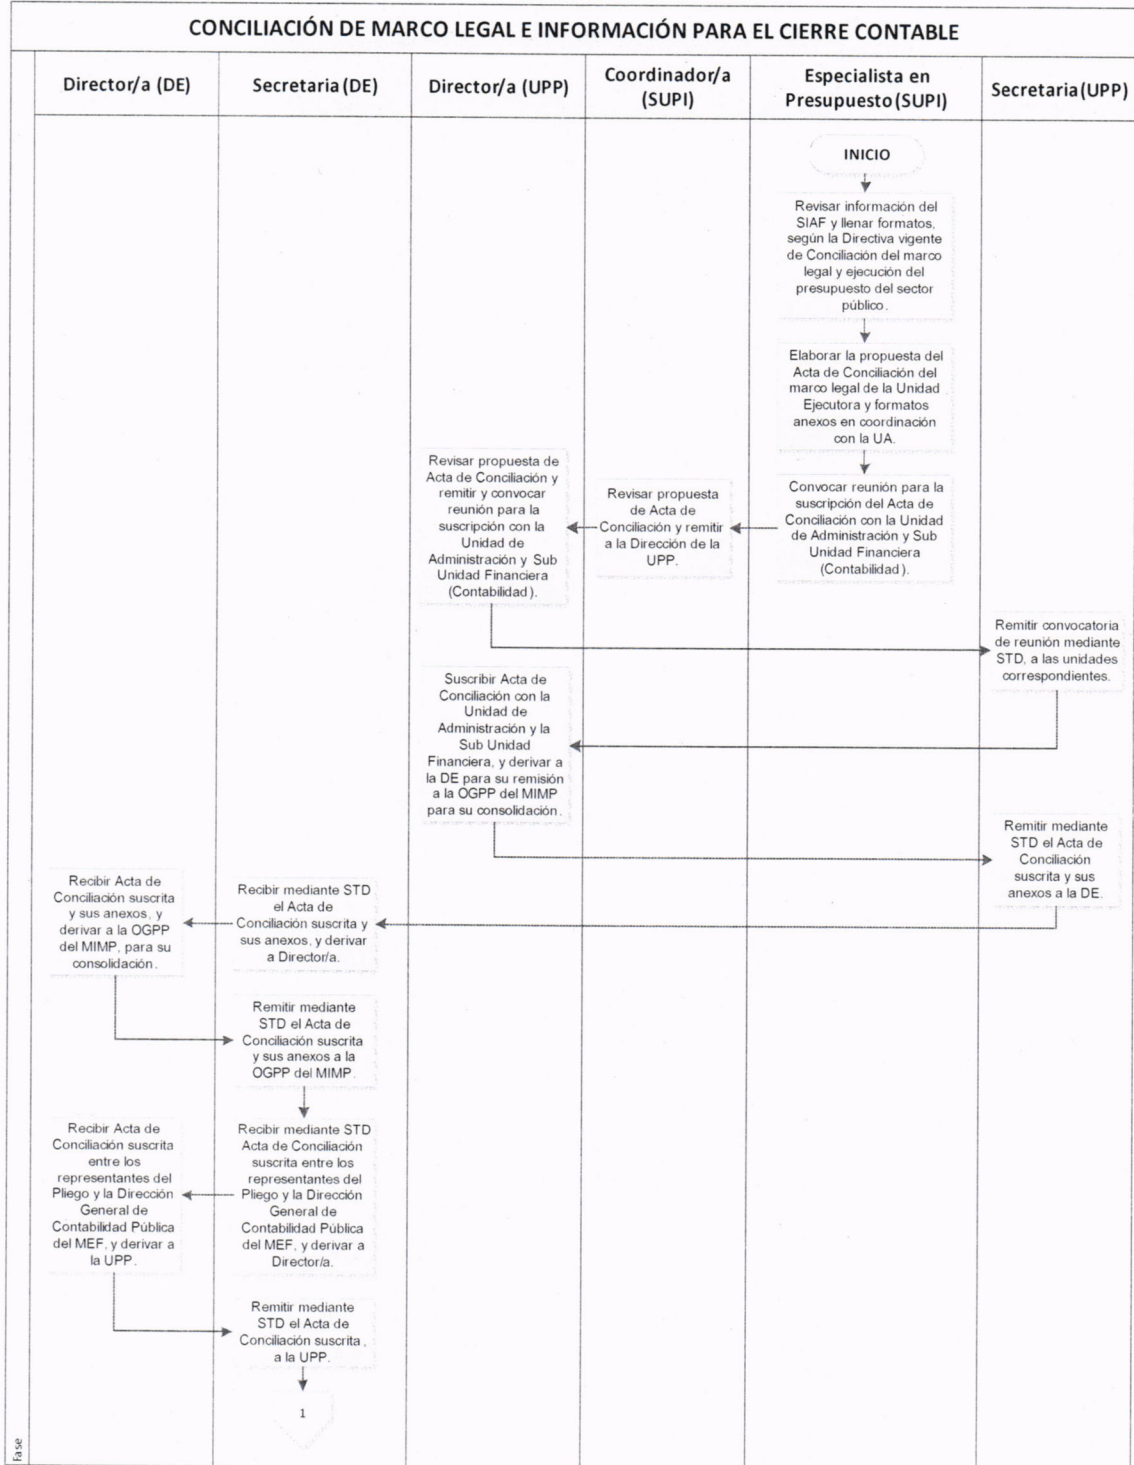 CONCILIACIÓN DE MARCO LEGAL E INFORMACIÓN PARA EL CIERRE CONTABLE
Director/a (DE)
Secretaria (DE)
Director/a (UPP)
Coordinador/a
(SUPI)
Especialista en
Presupuesto (SUPI)
Secretaria (UPP)
INICIO
Revisar información del
SIAF y llenar formatos,
según la Directiva vigente
de Conciliación del marco
legal y ejecución del
presupuesto del sector
público.
Elaborar la propuesta del
Acta de Conciliación del
marco legal de la Unidad
Ejecutora y formatos
anexos en coordinación
con la UA.
Convocar reunión para la
suscripción del Acta de
Conciliación con la Unidad
de Administración y Sub
Unidad Financiera
(Contabilidad).
Revisar propuesta
de Acta de
Conciliación y remitir
a la Dirección de la
UPP.
Revisar propuesta de
Acta de Conciliación y
remitir y convocar
reunión para la
suscripción con la
Unidad de
Administración y Sub
Unidad Financiera
(Contabilidad).
Remitir convocatoria
de reunión mediante
STD, a las unidades
correspondientes.
Suscribir Acta de
Conciliación con la
Unidad de
Administración y la
Sub Unidad
Financiera, y derivar a
la DE para su remisión
a la OGPP del MIMP
para su consolidación.
Remitir mediante
STD el Acta de
Conciliación
suscrita y sus
anexos a la DE.
Recibir mediante STD
el Acta de
Conciliación suscrita y
sus anexos, y derivar
a Director/a.
Recibir Acta de
Conciliación suscrita
y sus anexos, y
derivar a la OGPP
del MIMP, para su
consolidación.
Remitir mediante
STD el Acta de
Conciliación suscrita
y sus anexos a la
OGPP del MIMP.
Recibir mediante STD
Acta de Conciliación
suscrita entre los
representantes del
Pliego y la Dirección
General de
Contabilidad Pública
del MEF, y derivar a
Director/a.
Recibir Acta de
Conciliación suscrita
entre los
representantes del
Pliego y la Dirección
General de
Contabilidad Pública
del MEF, y derivar a
la UPP.
Remitir mediante
STD el Acta de
Conciliación suscrita,
a la UPP.
1
Fase